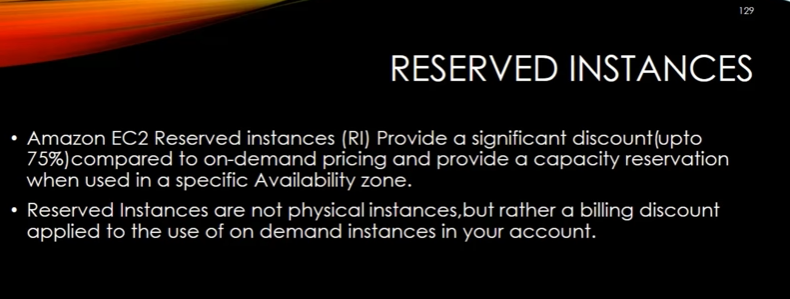 129
RESERVED INSTANCES
• Amazon EC2 Reserved instances (RI) Provide a significant discount(upto
75%)compared to on-demand pricing and provide a capacity reservation
when used in a specific Availability zone.
• Reserved Instances are not physical instances,but rather a billing discount
applied to the use of on demand instances in your account.